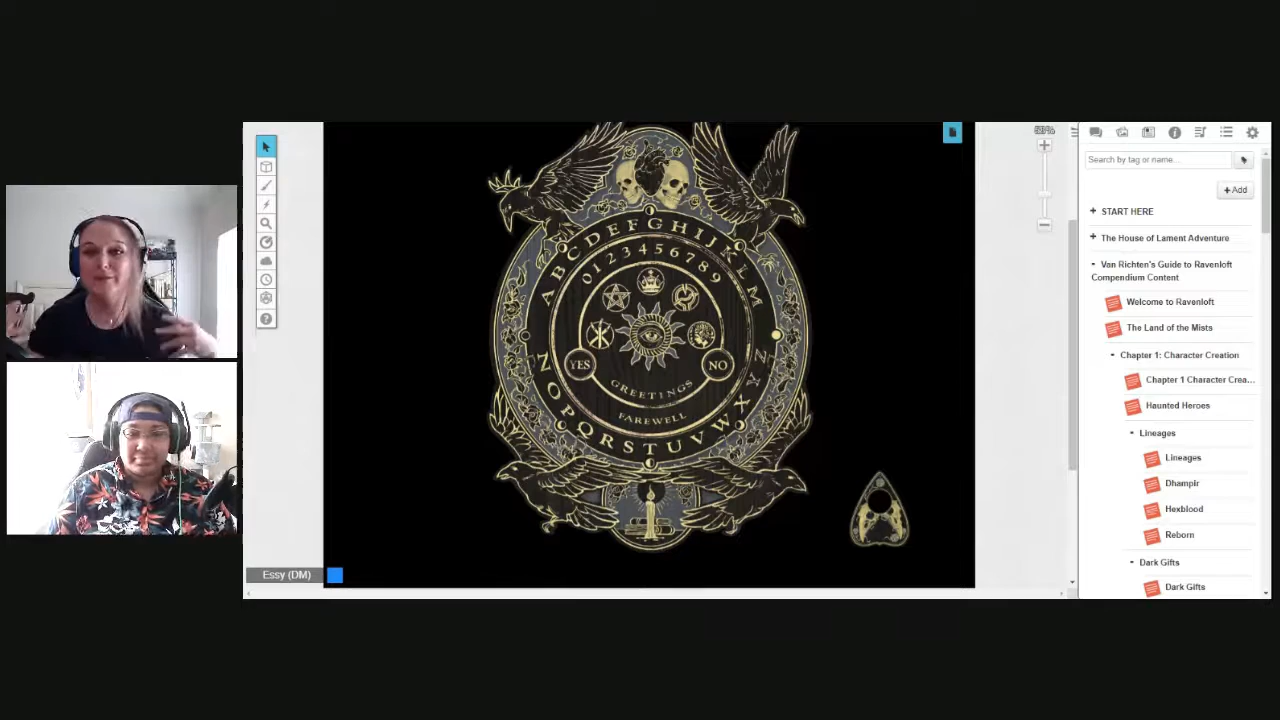 ABCDEFGHIJKLM
0123456789
YES
NO
GREETINGS
FAREWELL
NOPQRSTUVWXYZ
Essy (DM)
Search by tag or name...
+ Add
START HERE
The House of Lament Adventure
Van Richten's Guide to Ravenloft
Compendium Content
Welcome to Ravenloft
The Land of the Mists
Chapter 1: Character Creation
Chapter 1 Character Crea...
Haunted Heroes
Lineages
Lineages
Dhampir
Hexblood
Reborn
Dark Gifts
Dark Gifts